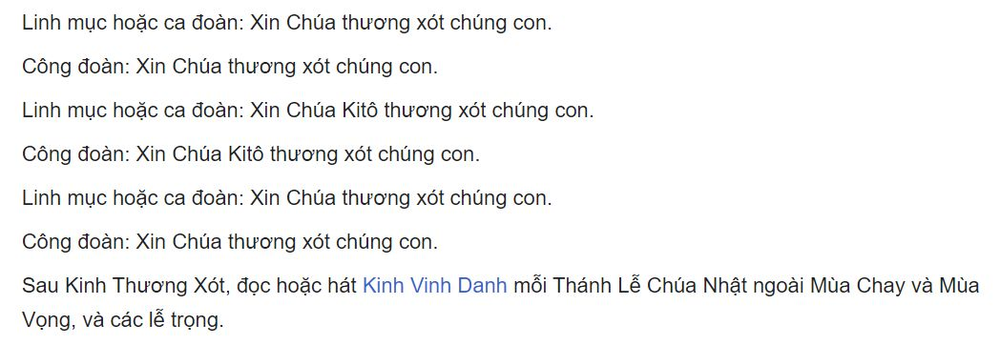 Linh mục hoặc ca đoàn: Xin Chúa thương xót chúng con.
Công đoàn: Xin Chúa thương xót chúng con.
Linh mục hoặc ca đoàn: Xin Chúa Kitô thương xót chúng con.
Công đoàn: Xin Chúa Kitô thương xót chúng con.
Linh mục hoặc ca đoàn: Xin Chúa thương xót chúng con.
Công đoàn: Xin Chúa thương xót chúng con.
Sau Kinh Thương Xót, đọc hoặc hát Kinh Vinh Danh mỗi Thánh Lễ Chúa Nhật ngoài Mùa Chay và Mùa
Vọng, và các lễ trọng.